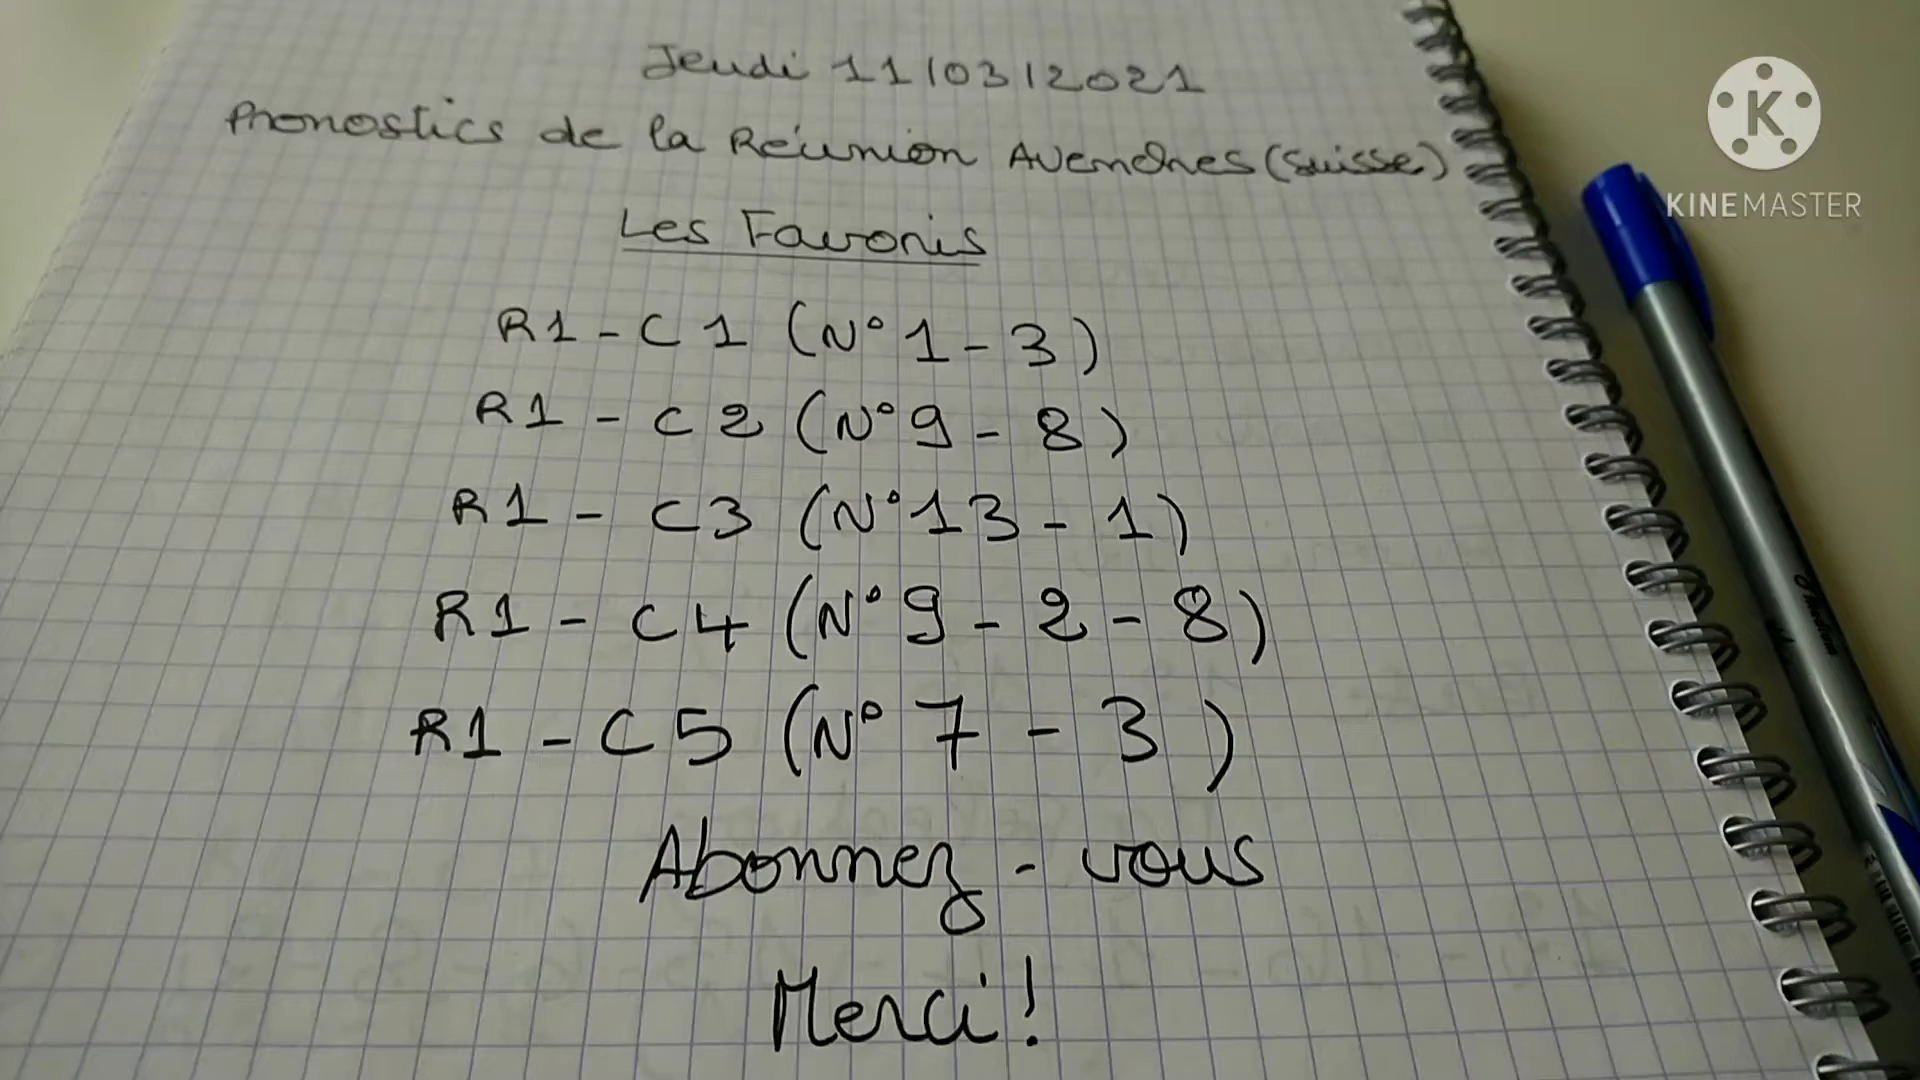 Jeudi 11/03/2021
Pronostics de la Réunion Avenches (Suisse)
Les Favoris
R1 - C1 (N° 1 - 3)
R1 - C2 (N° 9 - 8)
R1 - C3 (N° 13 - 1)
R1 - C4 (N° 9 - 2 - 8)
R1 - C5 (N° 7 - 3)
Abonnez - vous
Merci !
K
KINEMASTER